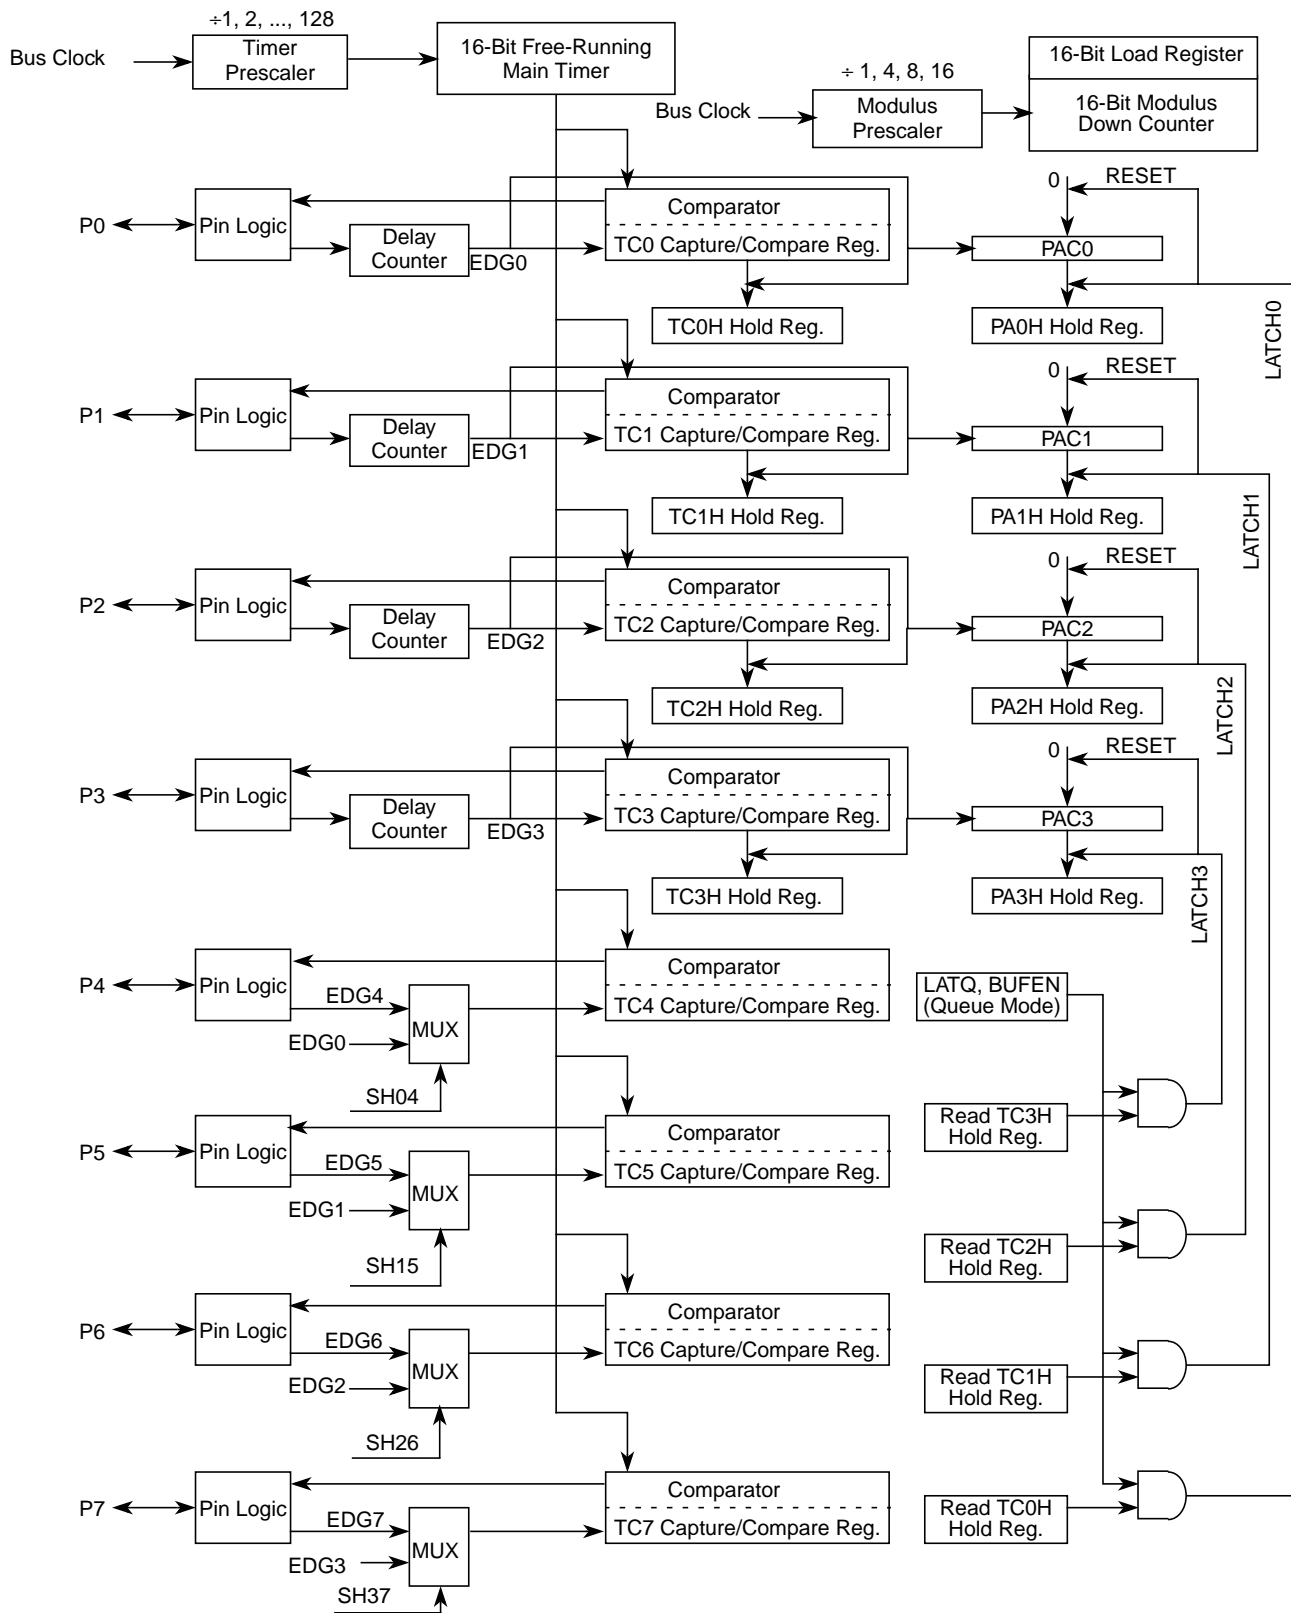 ÷1, 2, ..., 128
Bus Clock
Timer
Prescaler
16-Bit Free-Running
Main Timer
÷ 1, 4, 8, 16
Bus Clock
Modulus
Prescaler
16-Bit Load Register
16-Bit Modulus
Down Counter
P0
Pin Logic
Delay
Counter
EDG0
Comparator
TC0 Capture/Compare Reg.
TC0H Hold Reg.
0
RESET
PAC0
PA0H Hold Reg.
LATCH0
P1
Pin Logic
Delay
Counter
EDG1
Comparator
TC1 Capture/Compare Reg.
TC1H Hold Reg.
0
RESET
PAC1
PA1H Hold Reg.
LATCH1
P2
Pin Logic
Delay
Counter
EDG2
Comparator
TC2 Capture/Compare Reg.
TC2H Hold Reg.
0
RESET
PAC2
PA2H Hold Reg.
LATCH2
P3
Pin Logic
Delay
Counter
EDG3
Comparator
TC3 Capture/Compare Reg.
TC3H Hold Reg.
0
RESET
PAC3
PA3H Hold Reg.
LATCH3
P4
Pin Logic
EDG4
EDG0
MUX
SH04
Comparator
TC4 Capture/Compare Reg.
LATQ, BUFEN
(Queue Mode)
P5
Pin Logic
EDG5
EDG1
MUX
SH15
Comparator
TC5 Capture/Compare Reg.
Read TC3H
Hold Reg.
Read TC2H
Hold Reg.
P6
Pin Logic
EDG6
EDG2
MUX
SH26
Comparator
TC6 Capture/Compare Reg.
Read TC1H
Hold Reg.
P7
Pin Logic
EDG7
EDG3
MUX
SH37
Comparator
TC7 Capture/Compare Reg.
Read TC0H
Hold Reg.